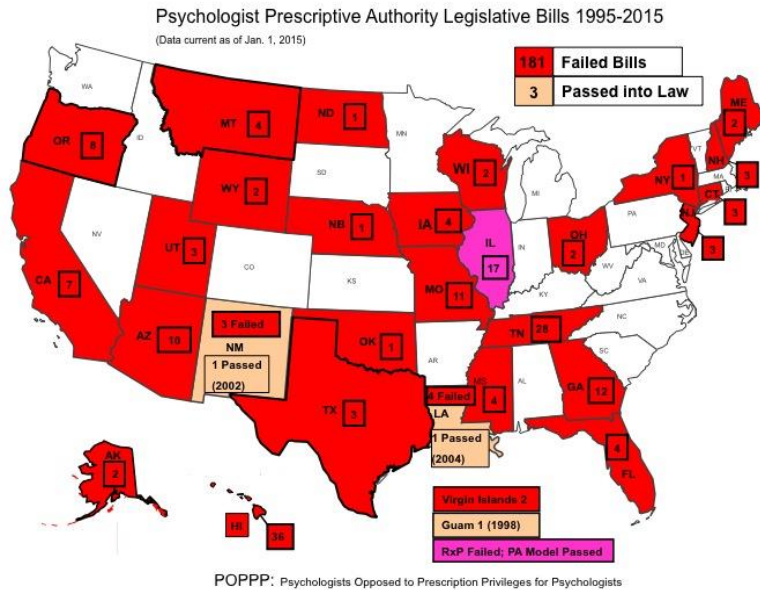 Psychologist Prescriptive Authority Legislative Bills 1995-2015
(Data current as of Jan. 1, 2015)
181 Failed Bills
3 Passed into Law
WA
OR 8
ID
MT 4
ND 1
MN
SD
WY 2
NB 1
IA 4
WI 2
MI
NY 1
VT
NH
ME 2
MA
RI
3
CT
3
NJ
3
PA
CA 7
NV
UT 3
CO
KS
MO 11
IL
17
IN
OH
2
WV
VA
MD
DE
KY
NC
AZ 10
3 Failed
NM
1 Passed
(2002)
OK 1
AR
TN 28
SC
MS
4
AL
GA
12
TX 3
4 Failed
LA
1 Passed
(2004)
4
FL
AK
2
HI
36
Virgin Islands 2
Guam 1 (1998)
RxP Failed; PA Model Passed
POPPP: Psychologists Opposed to Prescription Privileges for Psychologists